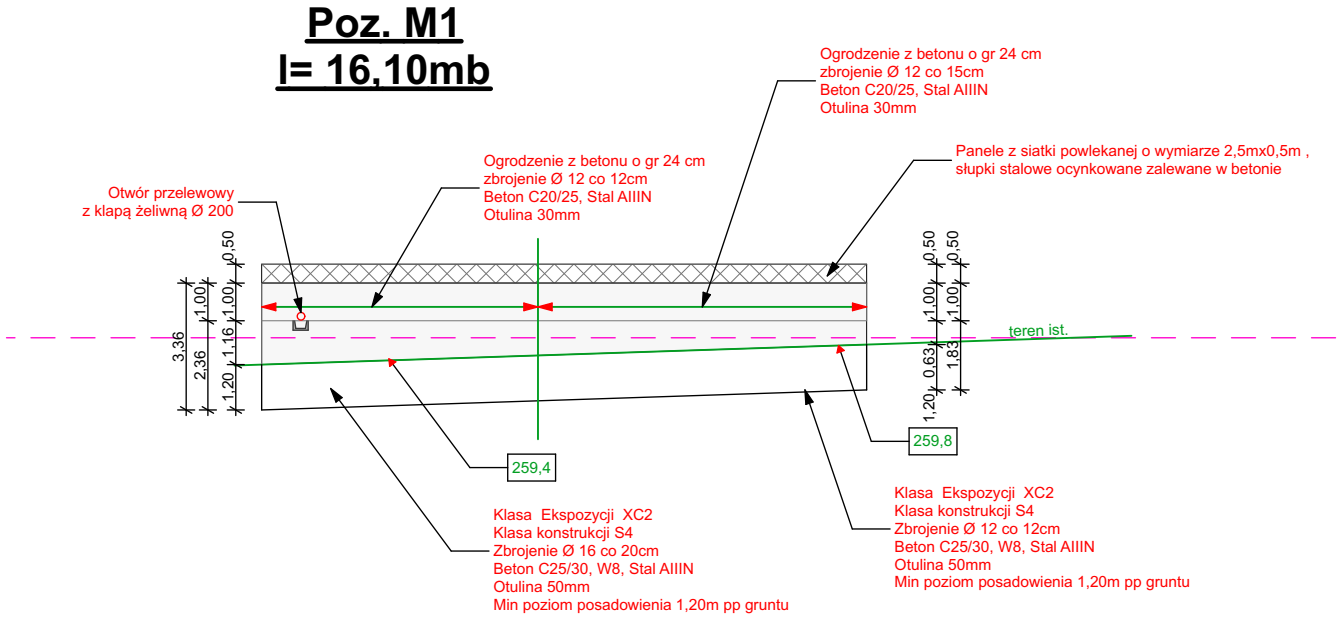 Poz. M1
l= 16,10mb
Ogrodzenie z betonu o gr 24 cm
zbrojenie Ø 12 co 15cm
Beton C20/25, Stal AIIIN
Otulina 30mm
Ogrodzenie z betonu o gr 24 cm
zbrojenie Ø 12 co 12cm
Beton C20/25, Stal AIIIN
Otulina 30mm
Panele z siatki powlekanej o wymiarze 2,5mx0,5m ,
słupki stalowe ocynkowane zalewane w betonie
Otwór przelewowy
z klapą żeliwną Ø 200
3,36
1,00
2,36
0,50
1,00
1,16
1,20
0,50
1,00
0,63
1,20
0,50
1,00
1,83
teren ist.
259,4
259,8
Klasa Ekspozycji XC2
Klasa konstrukcji S4
Zbrojenie Ø 16 co 20cm
Beton C25/30, W8, Stal AIIIN
Otulina 50mm
Min poziom posadowienia 1,20m pp gruntu
Klasa Ekspozycji XC2
Klasa konstrukcji S4
Zbrojenie Ø 12 co 12cm
Beton C25/30, W8, Stal AIIIN
Otulina 50mm
Min poziom posadowienia 1,20m pp gruntu